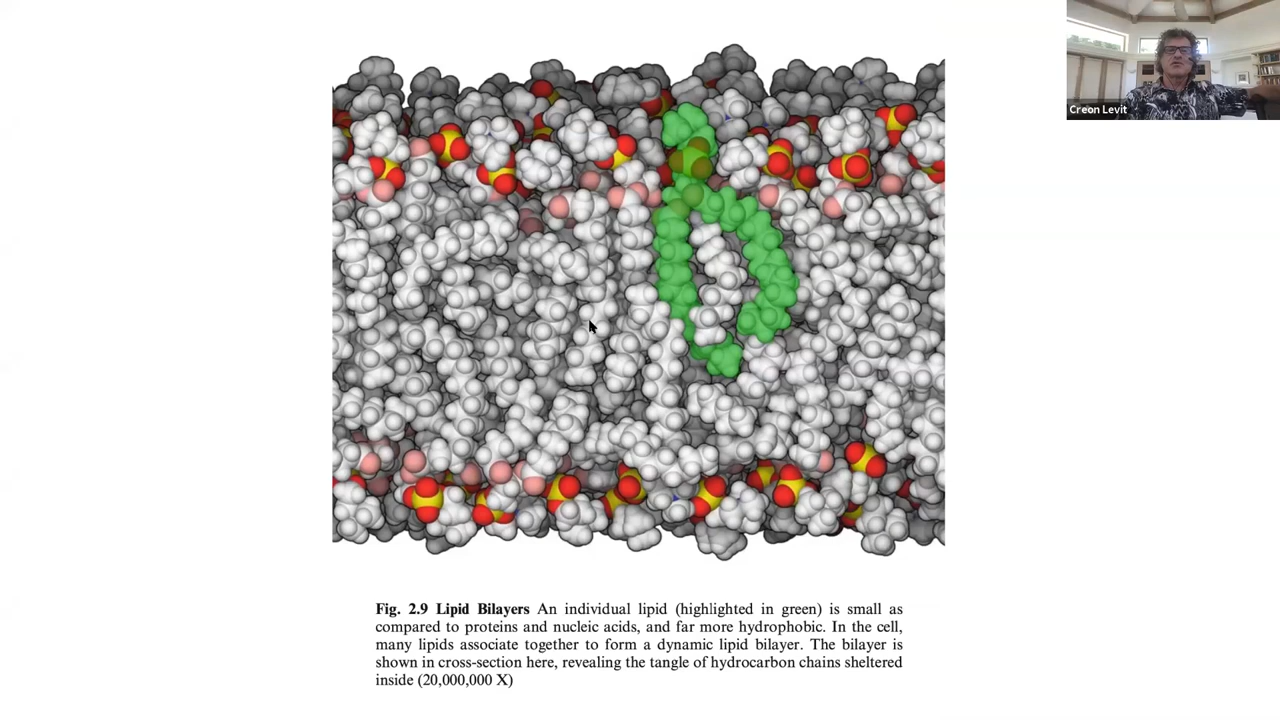 Creon Levit
Fig. 2.9 Lipid Bilayers An individual lipid (highlighted in green) is small as
compared to proteins and nucleic acids, and far more hydrophobic. In the cell,
many lipids associate together to form a dynamic lipid bilayer. The bilayer is
shown in cross-section here, revealing the tangle of hydrocarbon chains sheltered
inside (20,000,000 X)